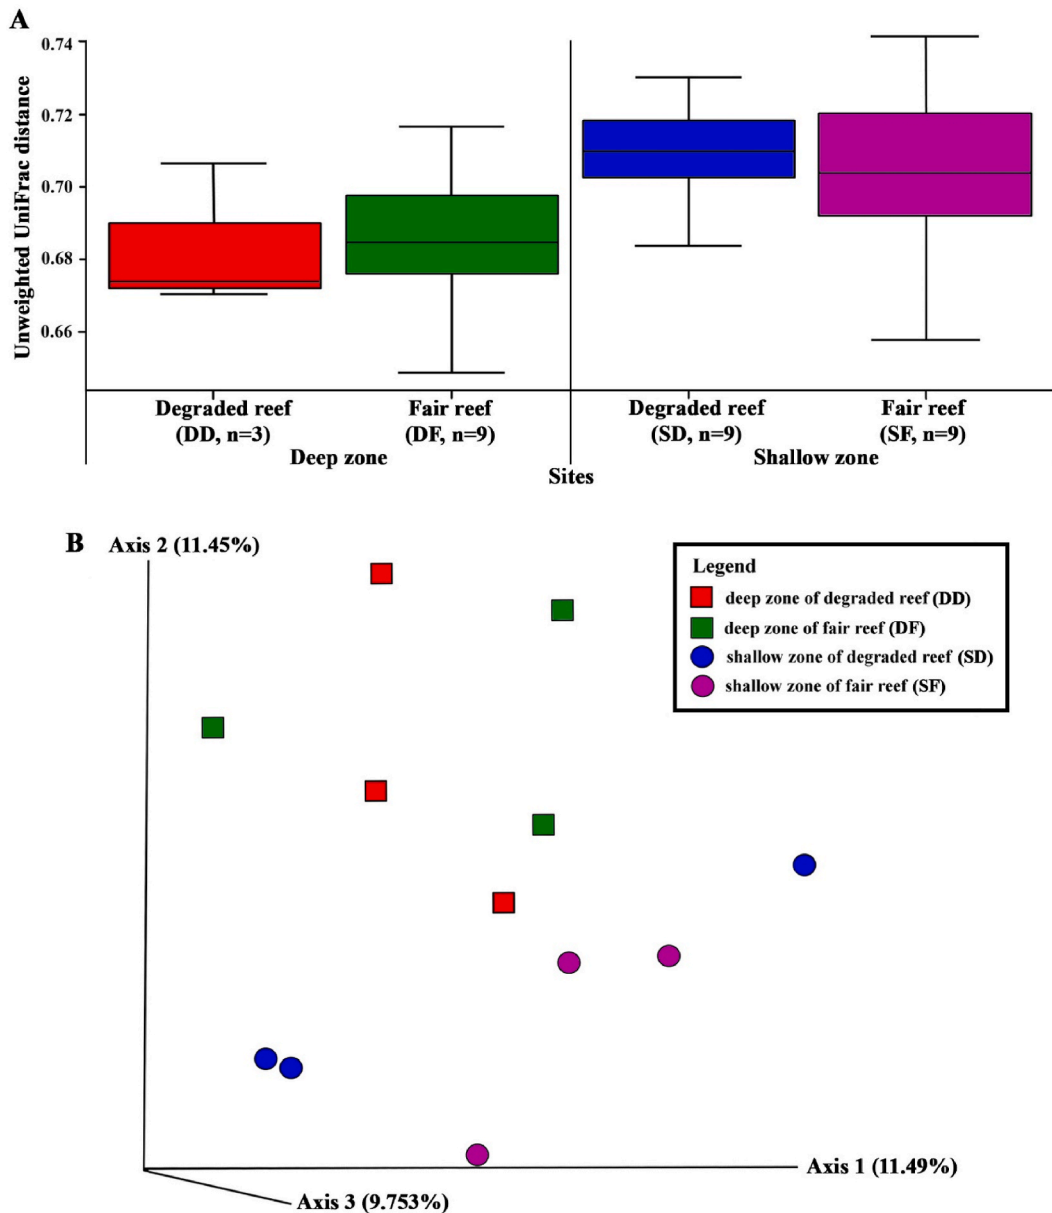 A
Unweighted UniFrac distance
0.74
0.72
0.70
0.68
0.66
Degraded reef
(DD, n=3)
Fair reef
(DF, n=9)
Degraded reef
(SD, n=9)
Fair reef
(SF, n=9)
Deep zone
Shallow zone
Sites
B
Axis 2 (11.45%)
Legend
deep zone of degraded reef (DD)
deep zone of fair reef (DF)
shallow zone of degraded reef (SD)
shallow zone of fair reef (SF)
Axis 1 (11.49%)
Axis 3 (9.753%)